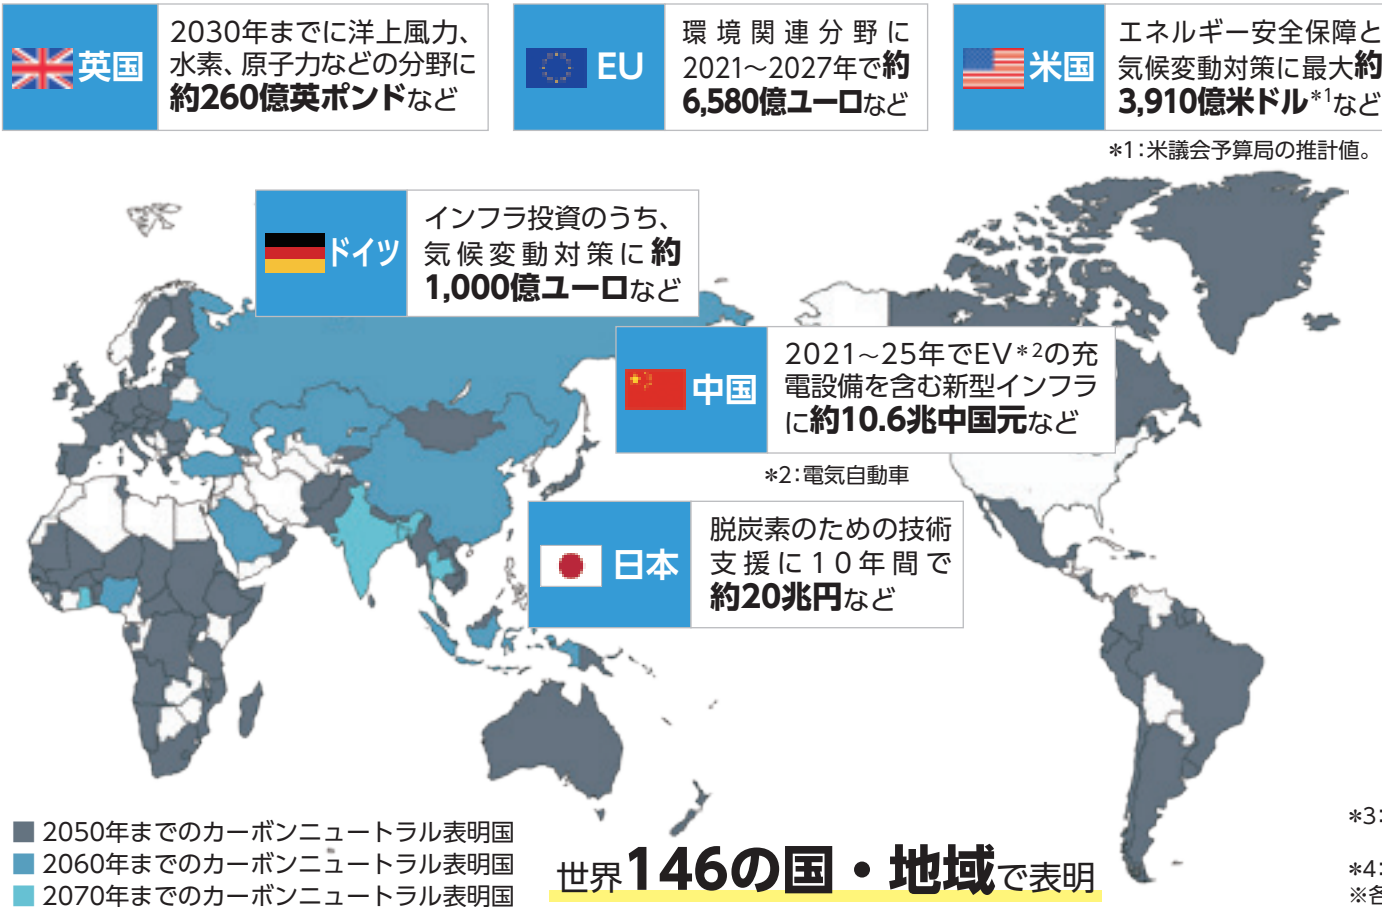 英国
2030年までに洋上風力、
水素、原子力などの分野に
約260億英ポンドなど
EU
環境関連分野に
2021～2027年で約
6,580億ユーロなど
米国
エネルギー安全保障と
気候変動対策に最大約
3,910億米ドル*1など
*1：米議会予算局の推計値。
ドイツ
インフラ投資のうち、
気候変動対策に約
1,000億ユーロなど
中国
2021～25年でEV*2の充
電設備を含む新型インフラ
に約10.6兆中国元など
*2：電気自動車
日本
脱炭素のための技術
支援に10年間で
約20兆円など
2050年までのカーボンニュートラル表明国
2060年までのカーボンニュートラル表明国
2070年までのカーボンニュートラル表明国
世界146の国・地域で表明
*3：
*4：
※各